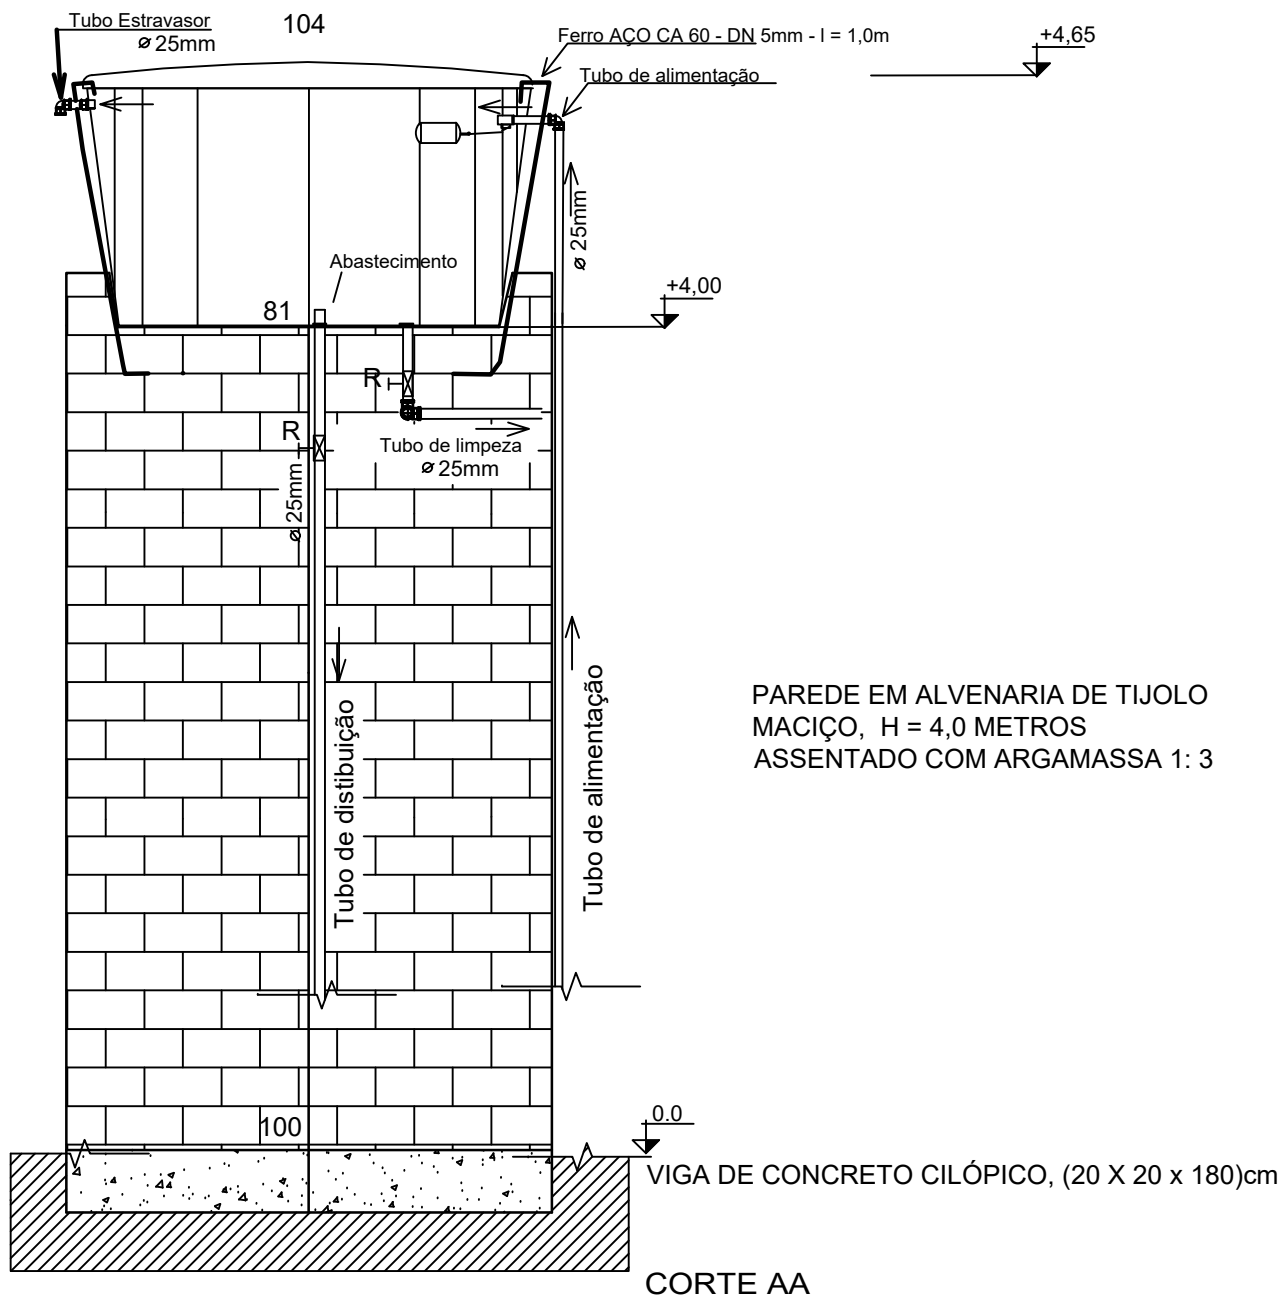 Tubo Estravasor
ø 25mm
104
Ferro AÇO CA 60 - DN 5mm - l = 1,0m
+4,65
Tubo de alimentação
ø 25mm
Abastecimento
+4,00
81
R
R
Tubo de limpeza
ø 25mm
ø 25mm
Tubo de distibuição
Tubo de alimentação
PAREDE EM ALVENARIA DE TIJOLO
MACIÇO, H = 4,0 METROS
ASSENTADO COM ARGAMASSA 1: 3
100
0.0
VIGA DE CONCRETO CILÓPICO, (20 X 20 x 180)cm
CORTE AA